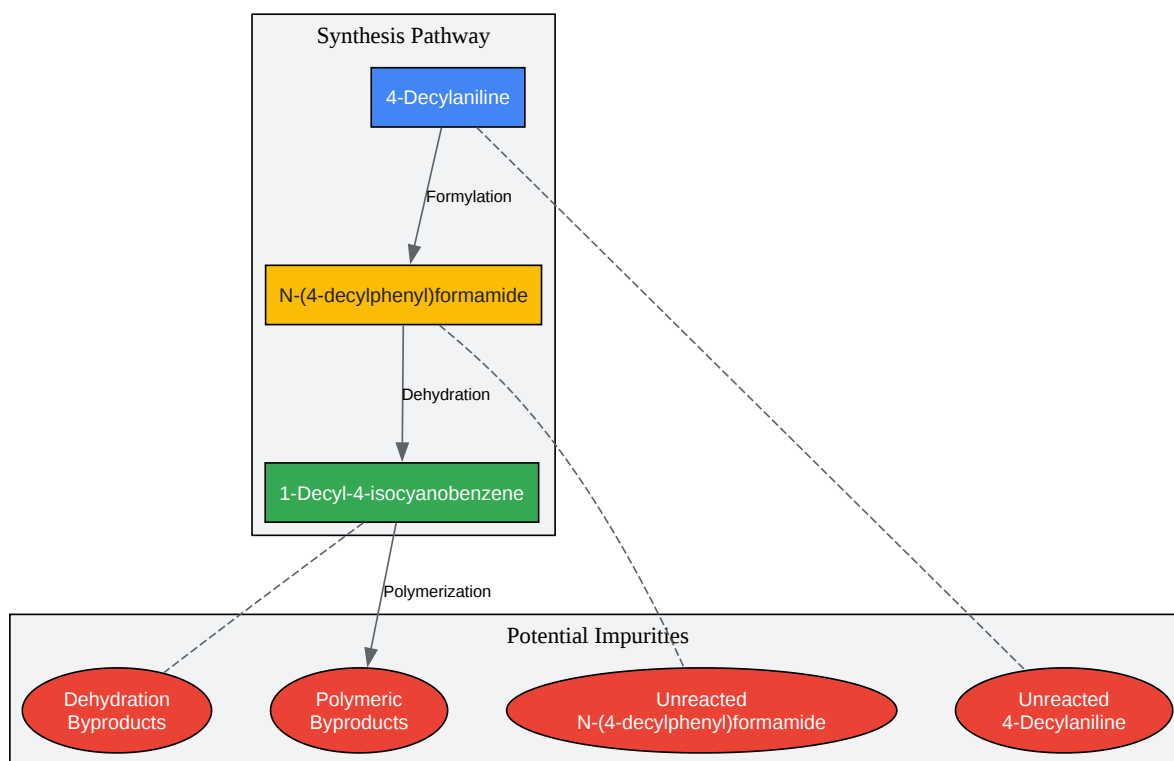 Synthesis Pathway
4-Decylaniline
Formylation
N-(4-decylphenyl)formamide
Dehydration
1-Decyl-4-isocyanobenzene
Polymerization
Potential Impurities
Dehydration
Byproducts
Polymeric
Byproducts
Unreacted
N-(4-decylphenyl)formamide
Unreacted
4-Decylaniline